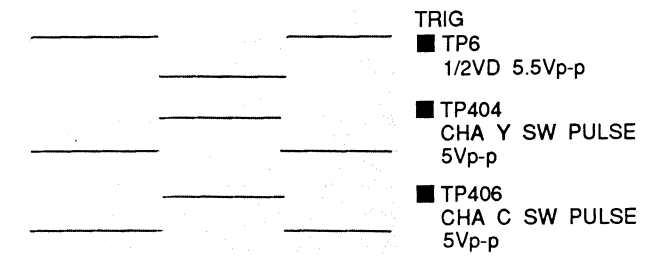 TRIG
■ TP6
1/2VD 5.5Vp-p
■ TP404
CHA Y SW PULSE
5Vp-p
■ TP406
CHA C SW PULSE
5Vp-p